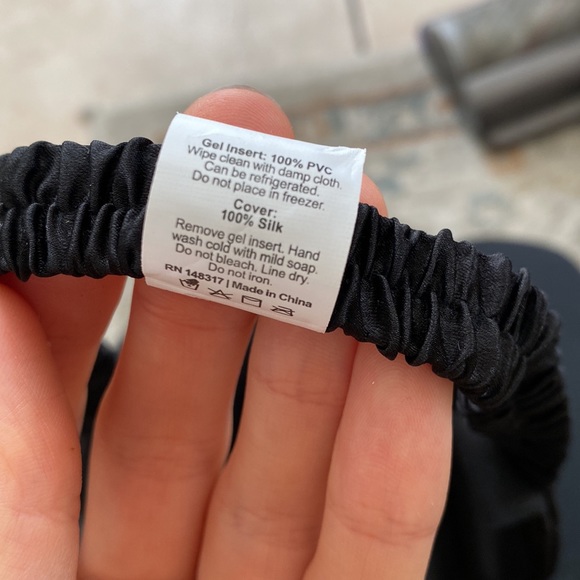 Gel Insert: 100% PVC
Wipe clean with damp cloth.
Can be refrigerated.
Do not place in freezer.
Cover:
100% Silk
Remove gel insert. Hand
wash cold with mild soap.
Do not bleach. Line dry.
Do not iron.
RN 148317 | Made in China